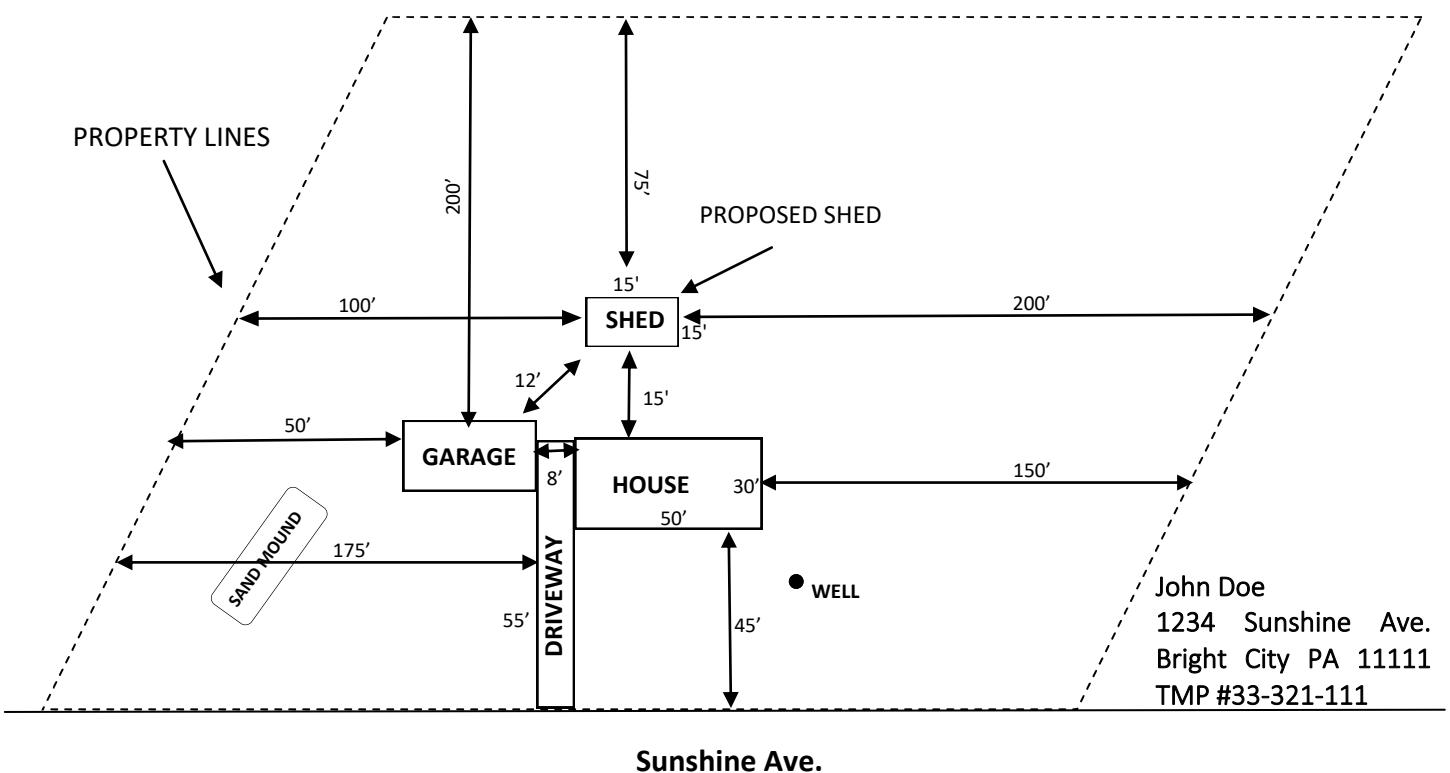 PROPERTY LINES
200’
75’
PROPOSED SHED
15'
100’
SHED
15'
200’
12’
15'
50’
GARAGE
8’
HOUSE
30’
150’
50’
SAND MOUND
175’
DRIVEWAY
55’
WELL
45’
John Doe
1234 Sunshine Ave.
Bright City PA 11111
TMP #33-321-111
Sunshine Ave.